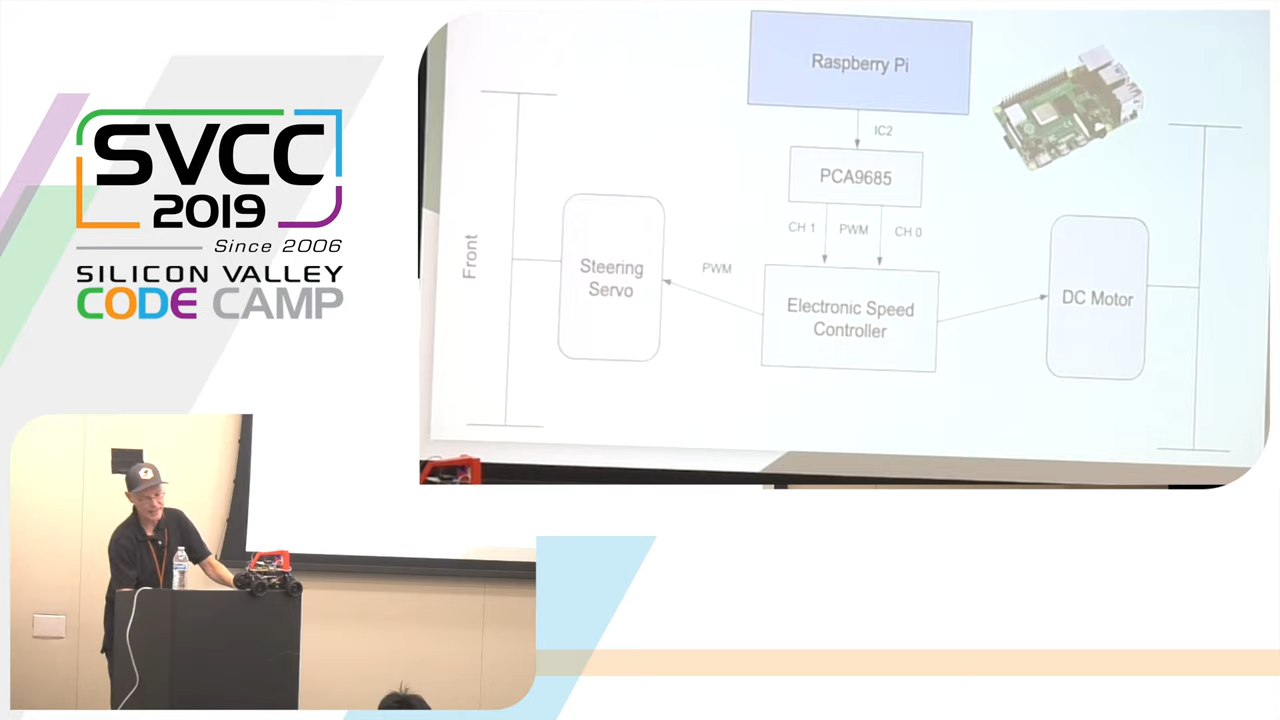 SVCC
2019
Since 2006
SILICON VALLEY
CODE CAMP
Raspberry Pi
IC2
PCA9685
CH 1
PWM
CH 0
Front
Steering
Servo
PWM
Electronic Speed
Controller
DC Motor